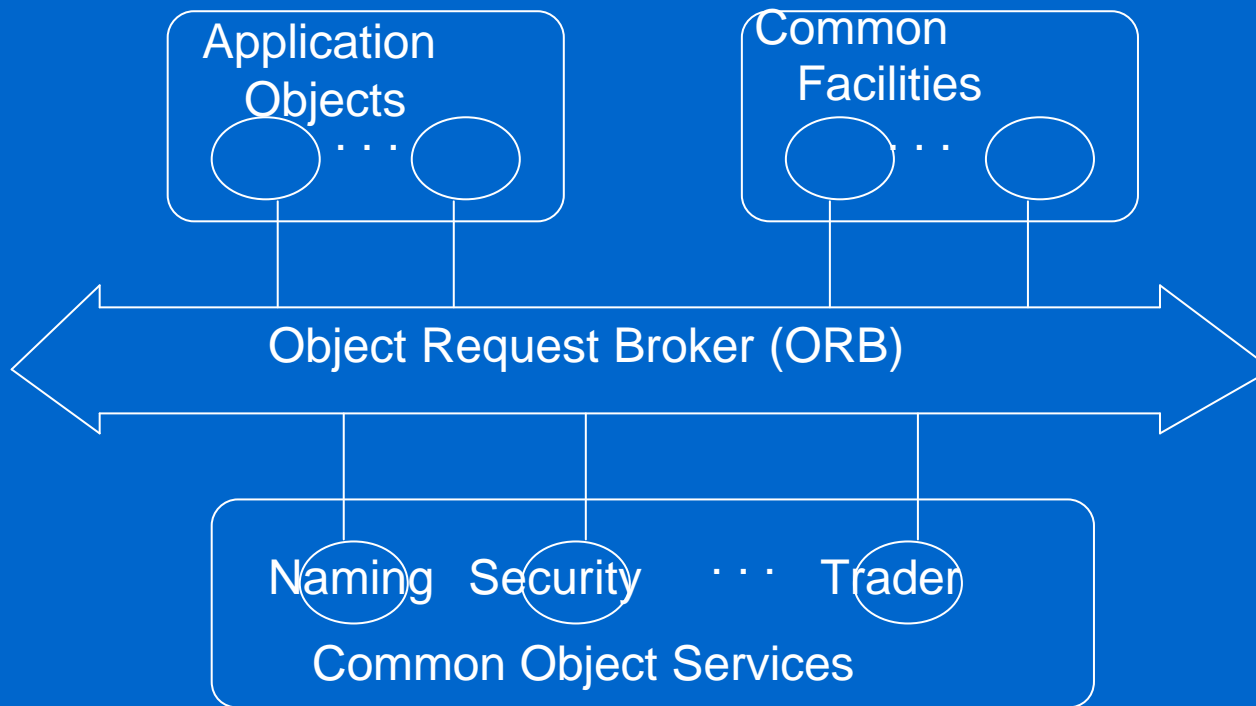 Application
Objects
. . .
Common
Facilities
. . .
Object Request Broker (ORB)
Naming Security . . . Trader
Common Object Services